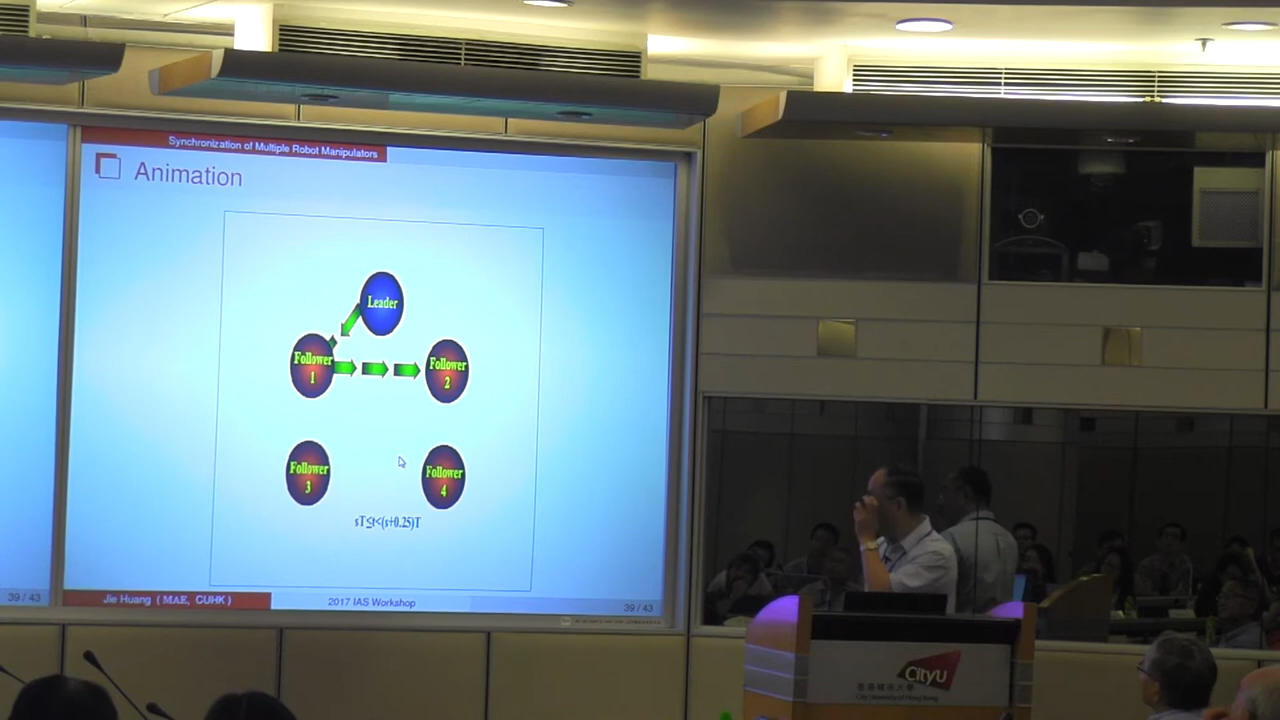 Synchronization of Multiple Robot Manipulators
Animation
Leader
Follower
1
Follower
2
Follower
3
Follower
4
sT≤t<(s+0.25)T
39 / 43
Jie Huang ( MAE, CUHK )
2017 IAS Workshop
39 / 43
CityU
香港城市大學
City University of Hong Kong